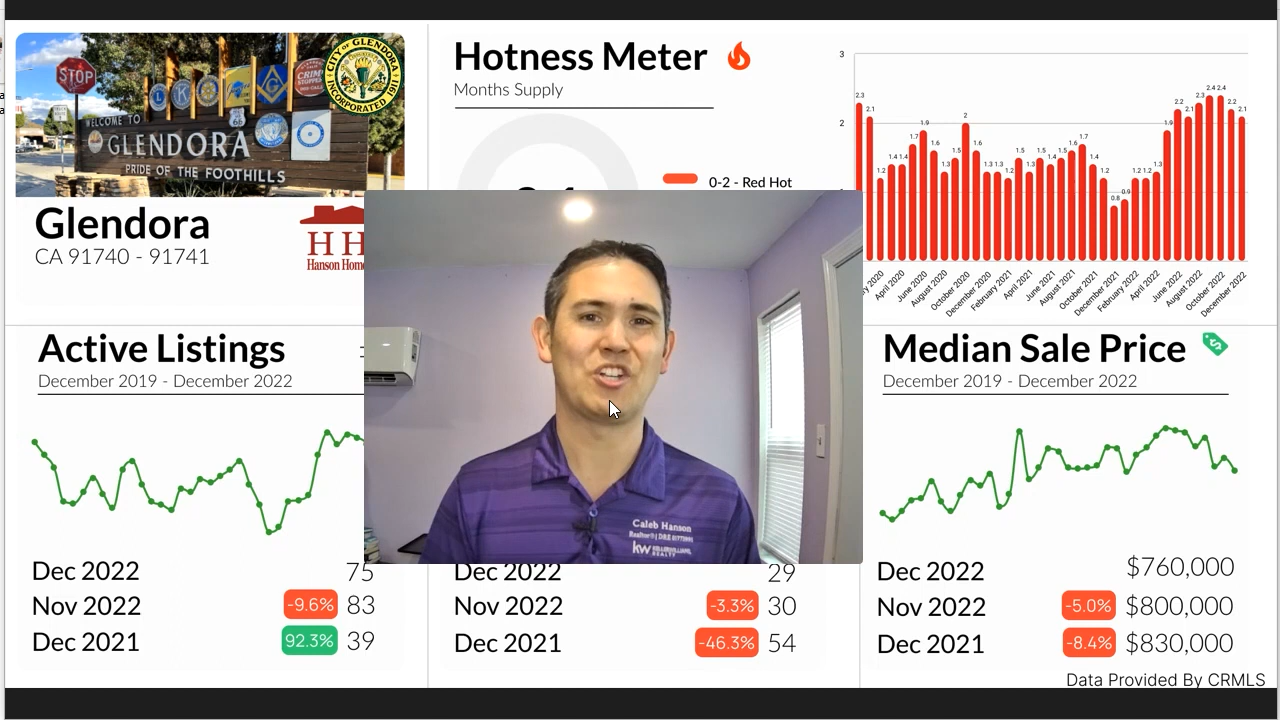 STOP
WELCOME TO
GLENDORA
PRIDE OF THE FOOTHILLS
CITY OF GLENDORA
INCORPORATED 1911
L
K
CRIME
66
Glendora
CA 91740 - 91741
H H
Hanson Home
Hotness Meter
Months Supply
0-2 - Red Hot
3
2
2.3
2.1
1.2
1.4
1.4
1.7
1.9
1.6
1.3
1.5
2
1.6
1.3
1.3
1.2
1.5
1.3
1.5
1.4
1.5
1.6
1.7
1.4
1.2
0.8
0.9
1.2
1.2
1.3
1.9
2.2
2.1
2.3
2.4
2.4
2.2
2.1
y 2020
April 2020
June 2020
August 2020
October 2020
December 2020
February 2021
April 2021
June 2021
August 2021
October 2021
December 2021
February 2022
April 2022
June 2022
August 2022
October 2022
December 2022
Active Listings
December 2019 - December 2022
Dec 2022 75
Nov 2022 -9.6% 83
Dec 2021 92.3% 39
Caleb Hanson
kw KELLERWILLIAMS
REALTY
Dec 2022 29
Nov 2022 -3.3% 30
Dec 2021 -46.3% 54
Median Sale Price
December 2019 - December 2022
Dec 2022 $760,000
Nov 2022 -5.0% $800,000
Dec 2021 -8.4% $830,000
Data Provided By CRMLS